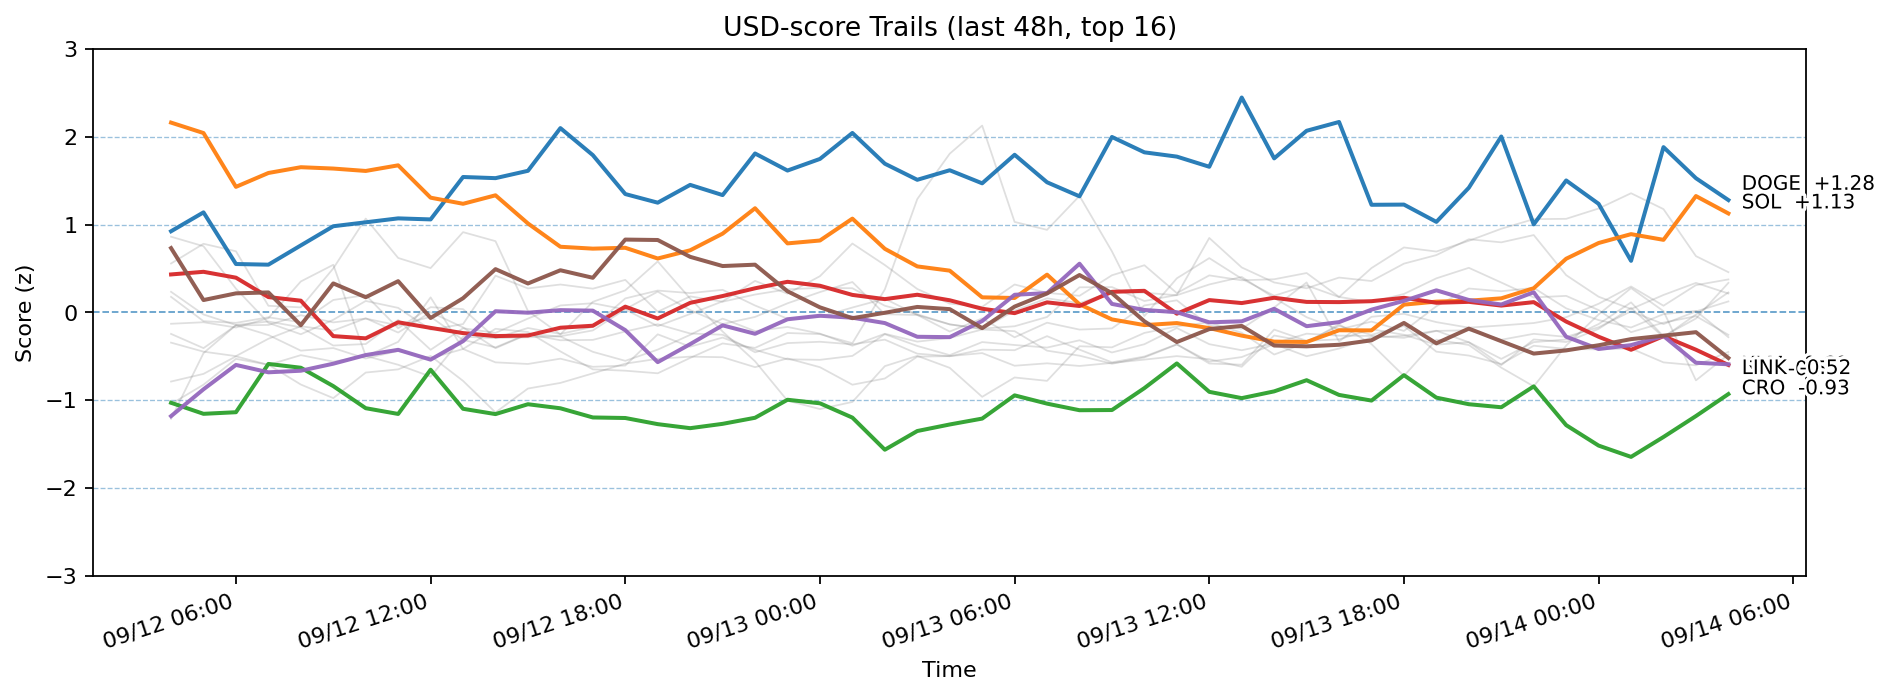 USD-score Trails (last 48h, top 16)
3
2
1
0
−1
−2
−3
Score (z)
DOGE +1.28
SOL +1.13
LINK -0.52
CRO -0.93
09/12 06:00
09/12 12:00
09/12 18:00
09/13 00:00
09/13 06:00
09/13 12:00
09/13 18:00
09/14 00:00
09/14 06:00
Time